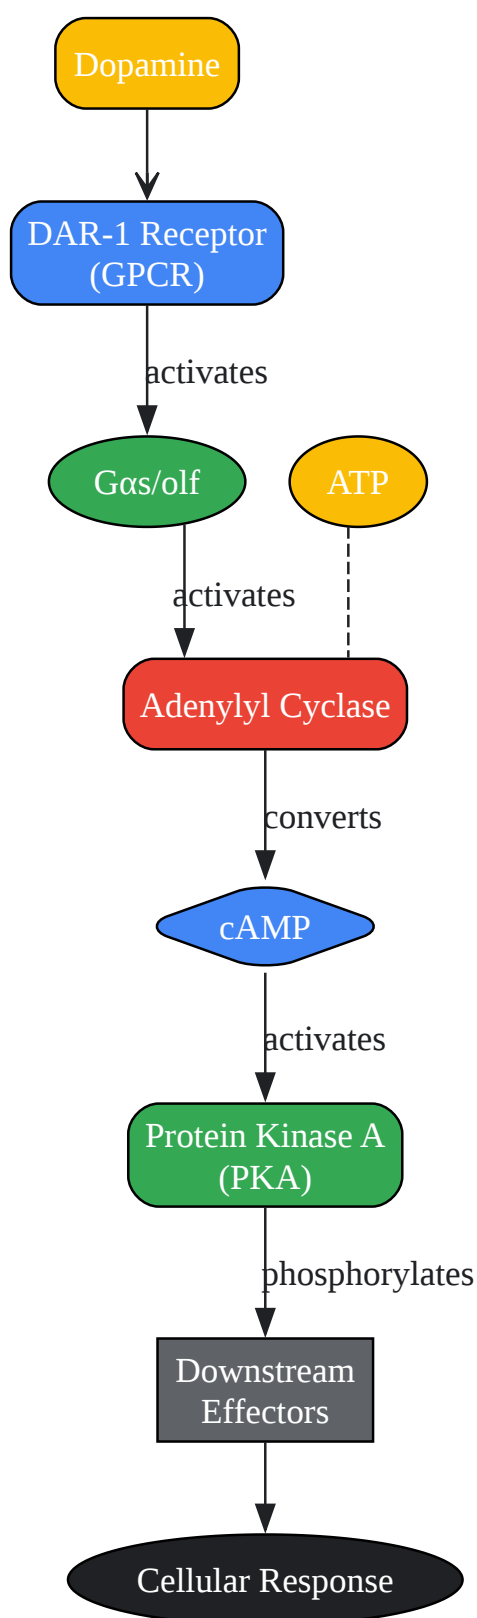 Dopamine
DAR-1 Receptor
(GPCR)
activates
Gαs/olf
ATP
activates
Adenylyl Cyclase
converts
cAMP
activates
Protein Kinase A
(PKA)
phosphorylates
Downstream
Effectors
Cellular Response